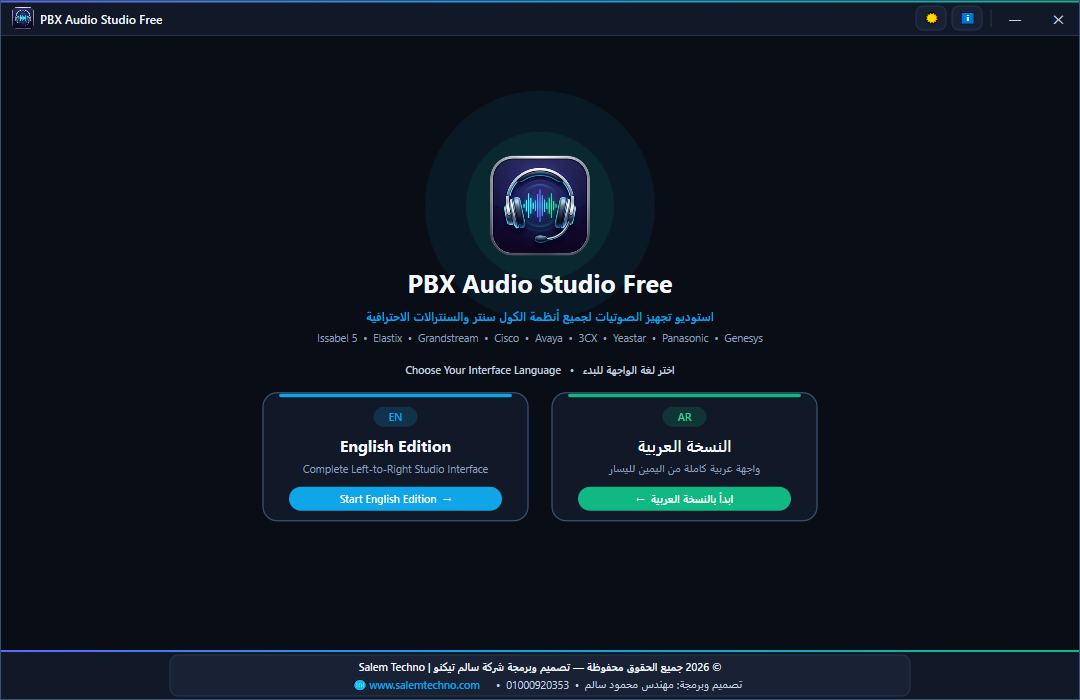 PBX Audio Studio Free
PBX Audio Studio Free
استوديو تجهيز الصوتيات لجميع أنظمة الكول سنتر والسنترالات الاحترافية
Issabel 5 • Elastix • Grandstream • Cisco • Avaya • 3CX • Yeastar • Panasonic • Genesys
Choose Your Interface Language • اختر لغة الواجهة للبدء
EN
English Edition
Complete Left-to-Right Studio Interface
Start English Edition →
AR
النسخة العربية
واجهة عربية كاملة من اليمين لليسار
ابدأ بالنسخة العربية ←
© 2026 جميع الحقوق محفوظة — تصميم وبرمجة شركة سالم تيكنو | Salem Techno
تصميم وبرمجة: مهندس محمود سالم • 01000920353 • www.salemtechno.com